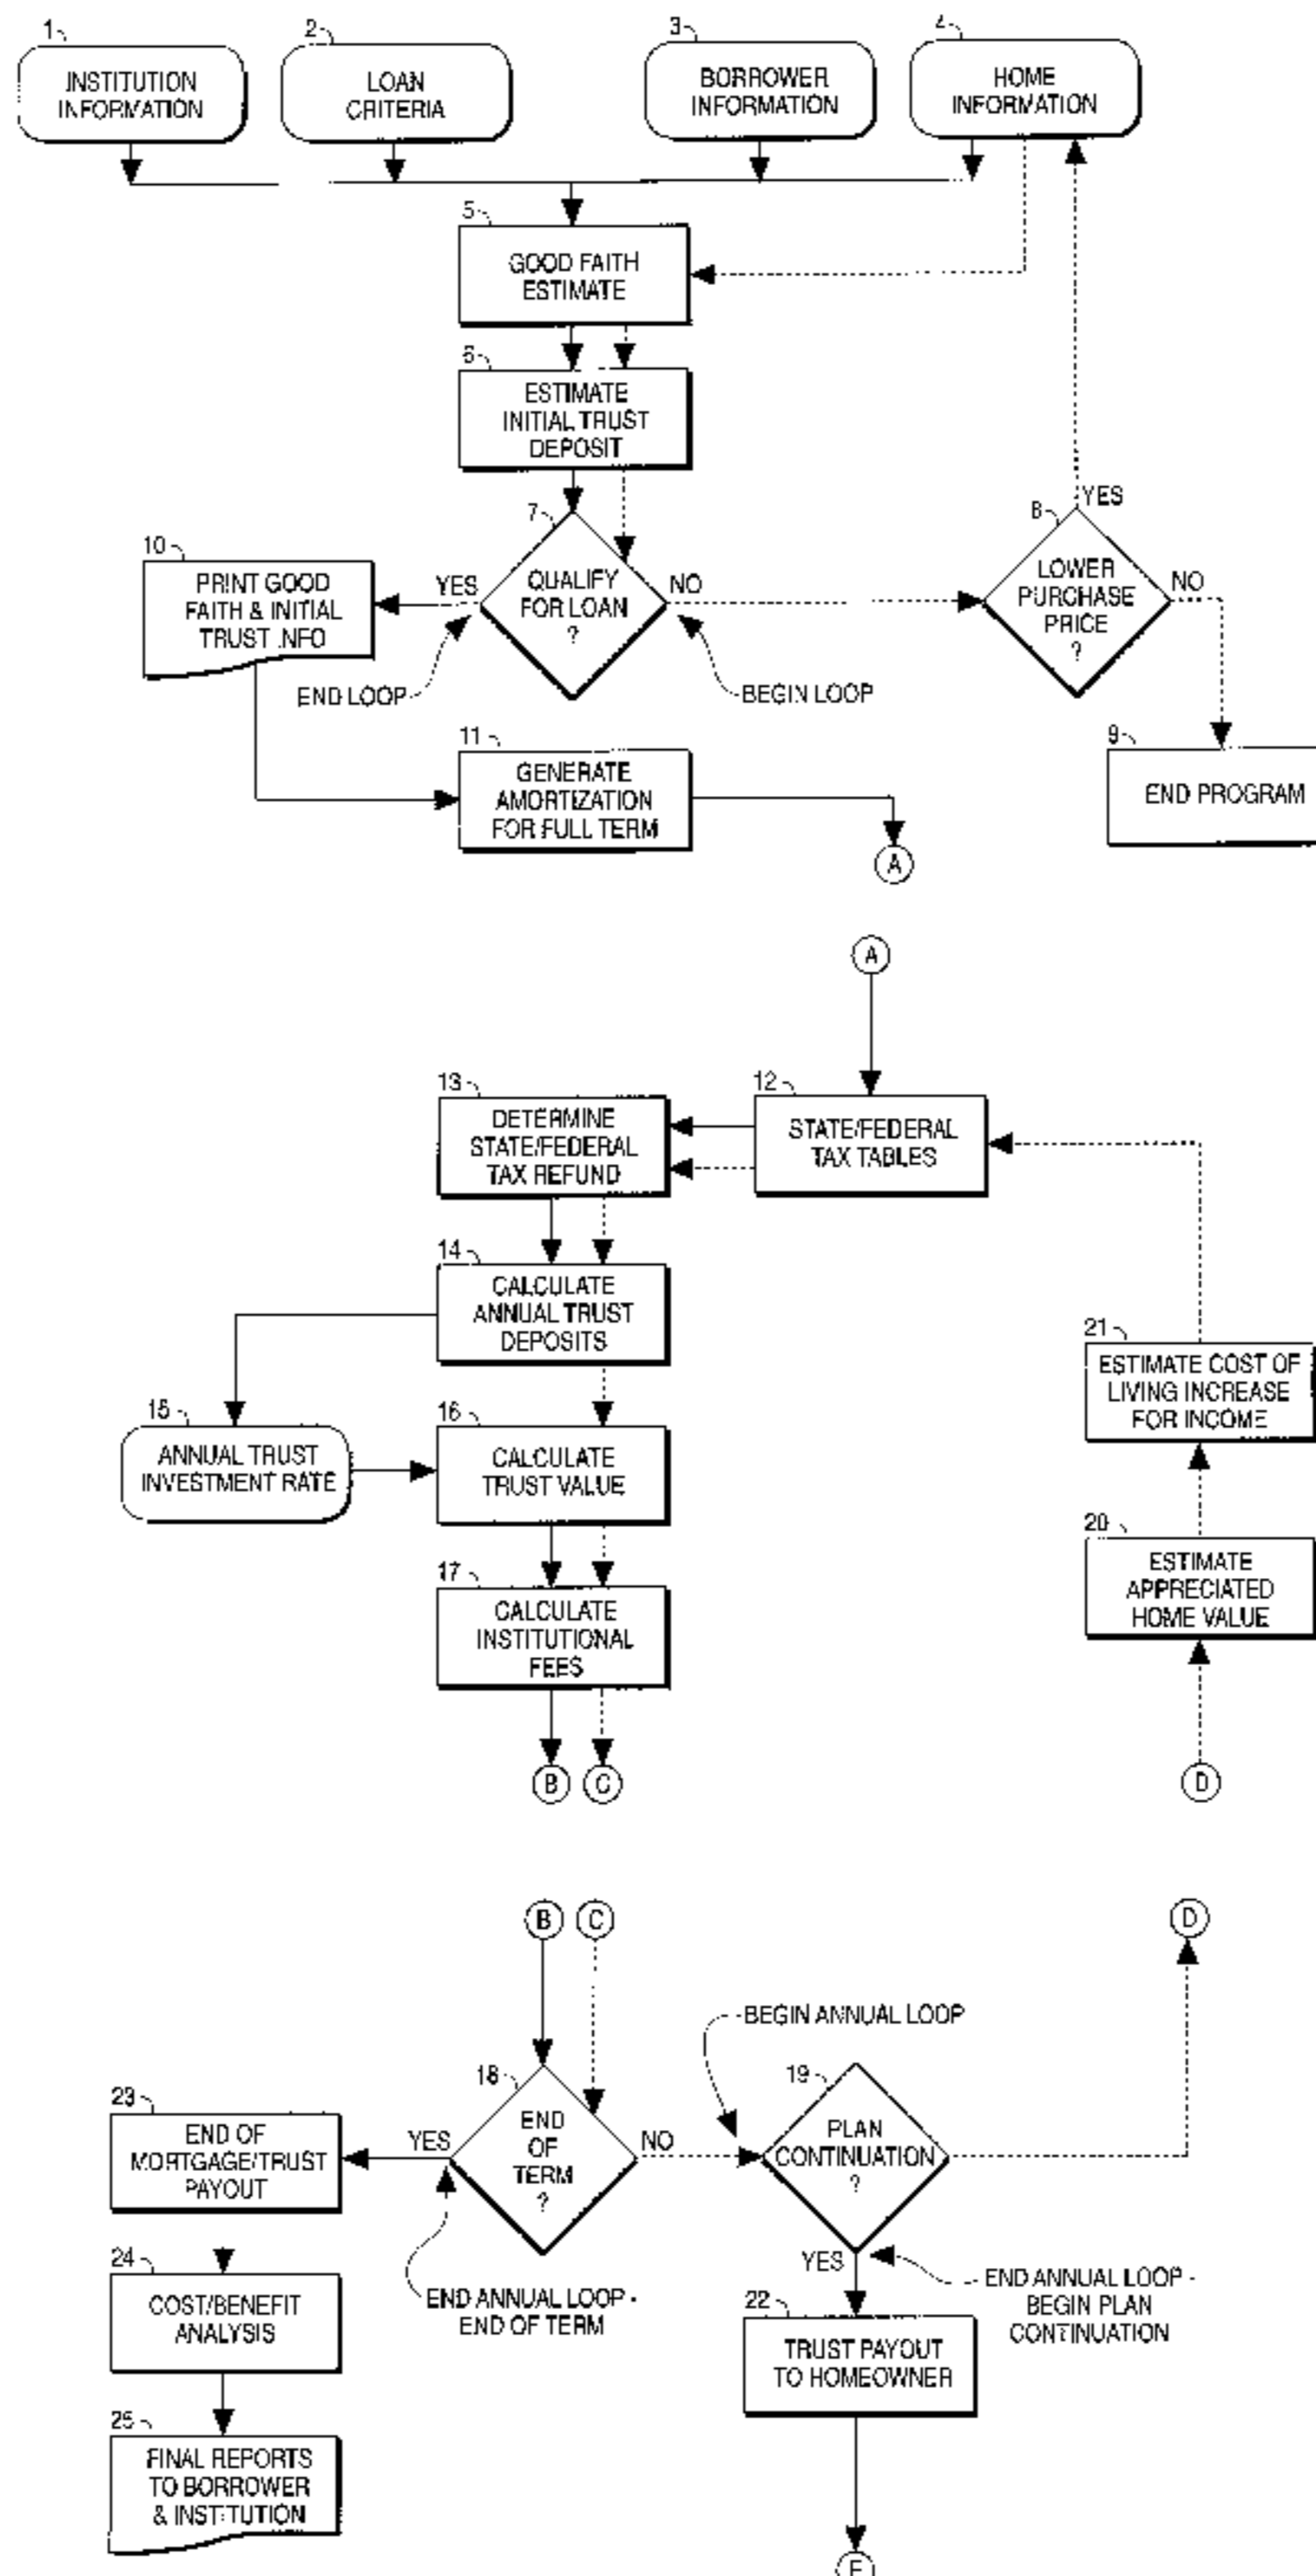 1
INSTITUTION
INFORMATION
2
LOAN
CRITERIA
3
BORROWER
INFORMATION
4
HOME
INFORMATION
5
GOOD FAITH
ESTIMATE
6
ESTIMATE
INITIAL TRUST
DEPOSIT
7
QUALIFY
FOR LOAN
?
YES
NO
8
LOWER
PURCHASE
PRICE
?
YES
NO
10
PRINT GOOD
FAITH & INITIAL
TRUST INFO
END LOOP
BEGIN LOOP
9
END PROGRAM
11
GENERATE
AMORTIZATION
FOR FULL TERM
A
A
12
STATE/FEDERAL
TAX TABLES
13
DETERMINE
STATE/FEDERAL
TAX REFUND
14
CALCULATE
ANNUAL TRUST
DEPOSITS
15
ANNUAL TRUST
INVESTMENT RATE
16
CALCULATE
TRUST VALUE
17
CALCULATE
INSTITUTIONAL
FEES
B
C
21
ESTIMATE COST OF
LIVING INCREASE
FOR INCOME
20
ESTIMATE
APPRECIATED
HOME VALUE
D
B
C
D
BEGIN ANNUAL LOOP
18
END
OF
TERM
?
YES
NO
19
PLAN
CONTINUATION
?
YES
23
END OF
MORTGAGE/TRUST
PAYOUT
END ANNUAL LOOP -
END OF TERM
END ANNUAL LOOP -
BEGIN PLAN
CONTINUATION
24
COST/BENEFIT
ANALYSIS
22
TRUST PAYOUT
TO HOMEOWNER
25
FINAL REPORTS
TO BORROWER
& INSTITUTION